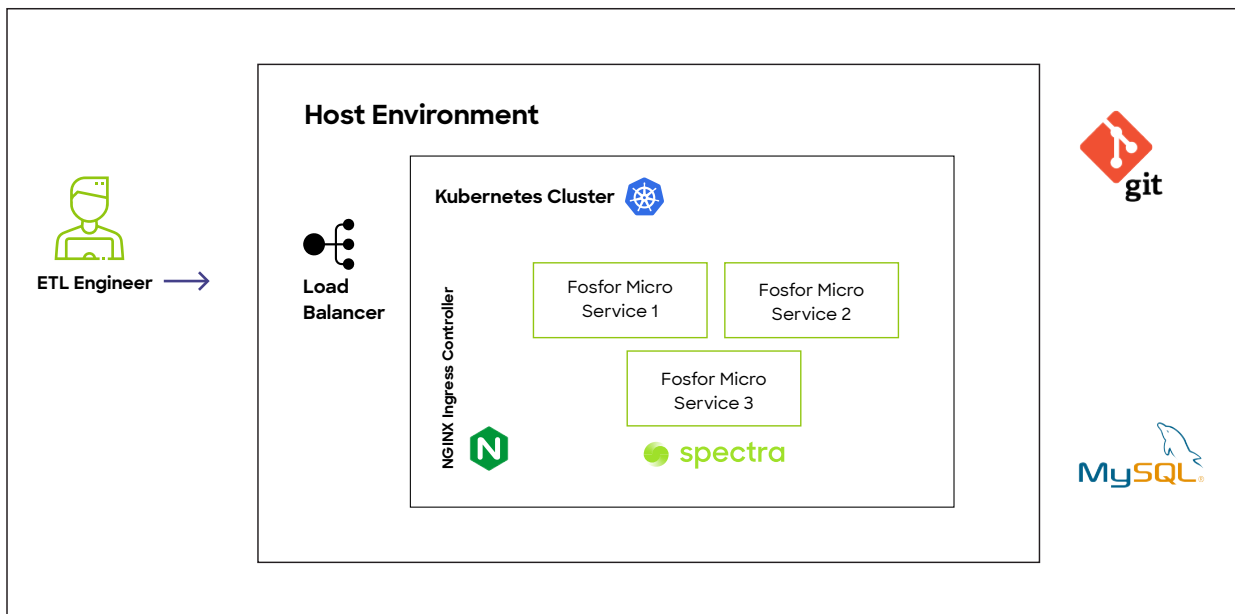 Host Environment
Kubernetes Cluster
git
ETL Engineer
Load
Balancer
NGINX Ingress Controller
Fosfor Micro
Service 1
Fosfor Micro
Service 2
Fosfor Micro
Service 3
N
spectra
MySQL®